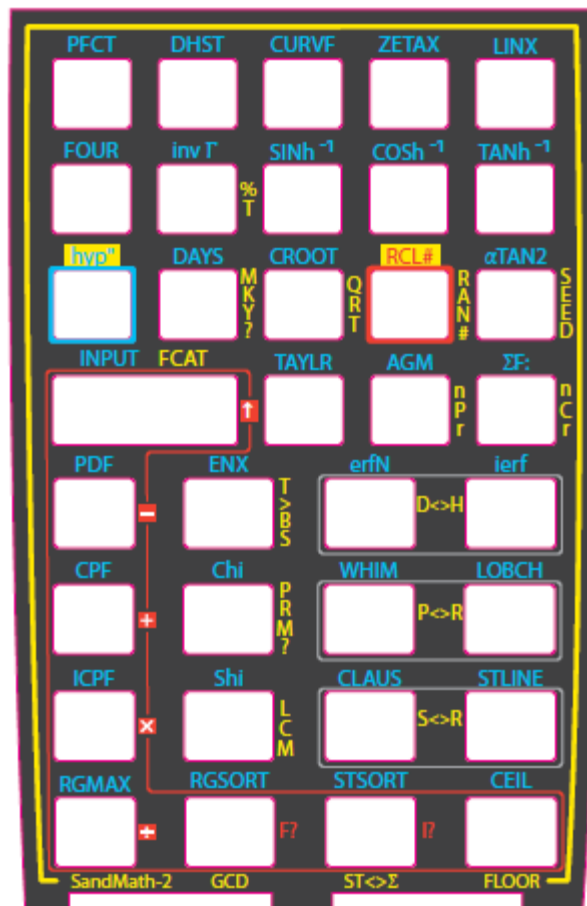 PFCT DHST CURVF ZETAX LINX
FOUR inv Γ SINh ⁻¹ COSh ⁻¹ TANh ⁻¹
%T
hyp" DAYS CROOT RCL# αTAN2
MKY? QRT RAN# SEED
INPUT FCAT TAYLR AGM ΣF:
↑ nPr nCr
PDF ENX erfN ierf
− T>BS D<>H
CPF Chi WHIM LOBCH
+ PRM? P<>R
ICPF Shi CLAUS STLINE
× LCM S<>R
RGMAX RGSORT STSORT CEIL
÷ F? I?
SandMath-2 GCD ST<>Σ FLOOR